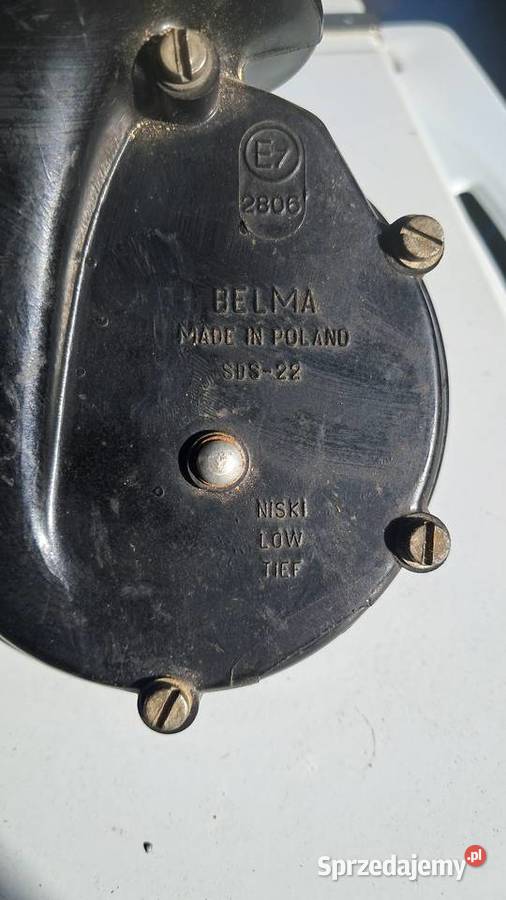 E7
2806
BELMA
MADE IN POLAND
SDS-22
NISKI
LOW
TIEF
Sprzedajemy.pl